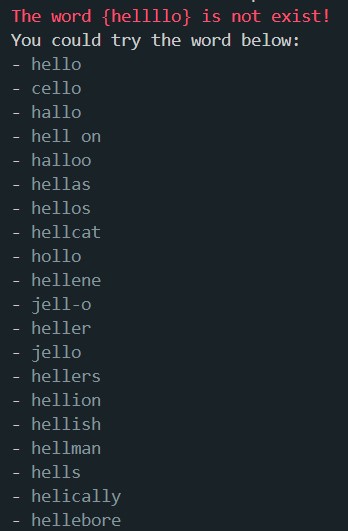 The word {hellllo} is not exist!
You could try the word below:
- hello
- cello
- hallo
- hell on
- halloo
- hellas
- hellos
- hellcat
- hollo
- hellene
- jell-o
- heller
- jello
- hellers
- hellion
- hellish
- hellman
- hells
- helically
- hellebore